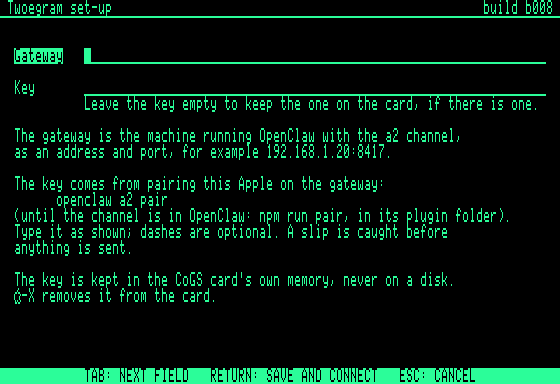 Twoegram set-up build b008
Gateway
Key
Leave the key empty to keep the one on the card, if there is one.
The gateway is the machine running OpenClaw with the a2 channel,
as an address and port, for example 192.168.1.20:8417.
The key comes from pairing this Apple on the gateway:
openclaw a2 pair
(until the channel is in OpenClaw: npm run pair, in its plugin folder).
Type it as shown; dashes are optional. A slip is caught before
anything is sent.
The key is kept in the CoGS card's own memory, never on a disk.
-X removes it from the card.
TAB: NEXT FIELD RETURN: SAVE AND CONNECT ESC: CANCEL